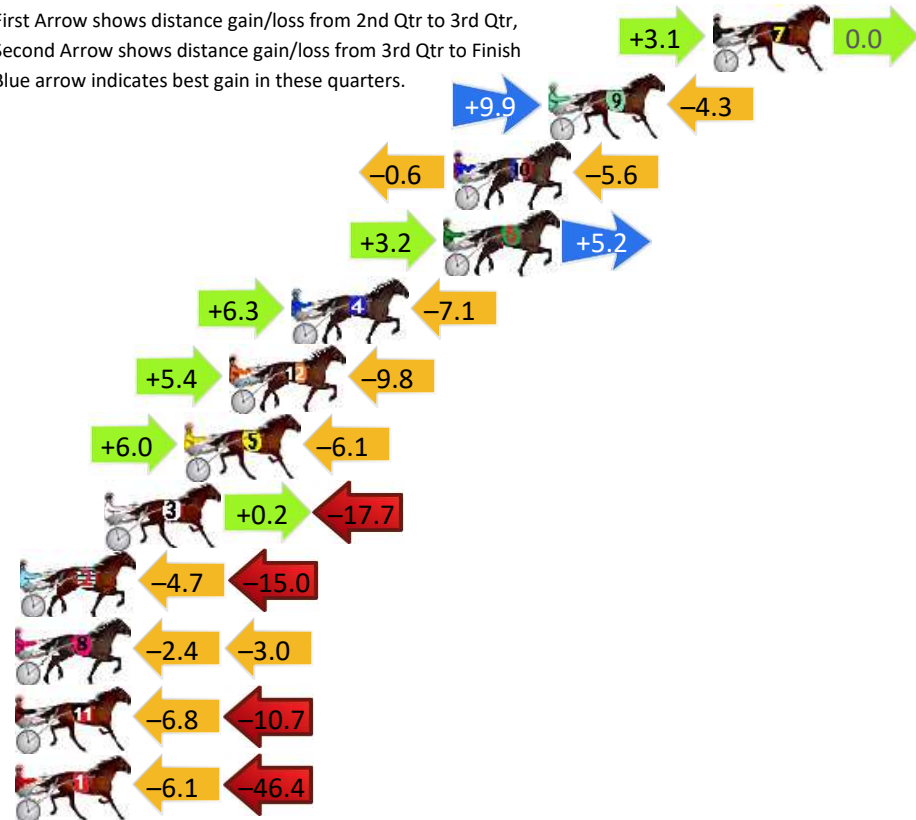 First Arrow shows distance gain/loss from 2nd Qtr to 3rd Qtr,
Second Arrow shows distance gain/loss from 3rd Qtr to Finish
Blue arrow indicates best gain in these quarters.
+3.1 7 0.0
+9.9 9 –4.3
–0.6 10 –5.6
+3.2 6 +5.2
+6.3 4 –7.1
+5.4 12 –9.8
+6.0 5 –6.1
3 +0.2 –17.7
2 –4.7 –15.0
8 –2.4 –3.0
11 –6.8 –10.7
1 –6.1 –46.4